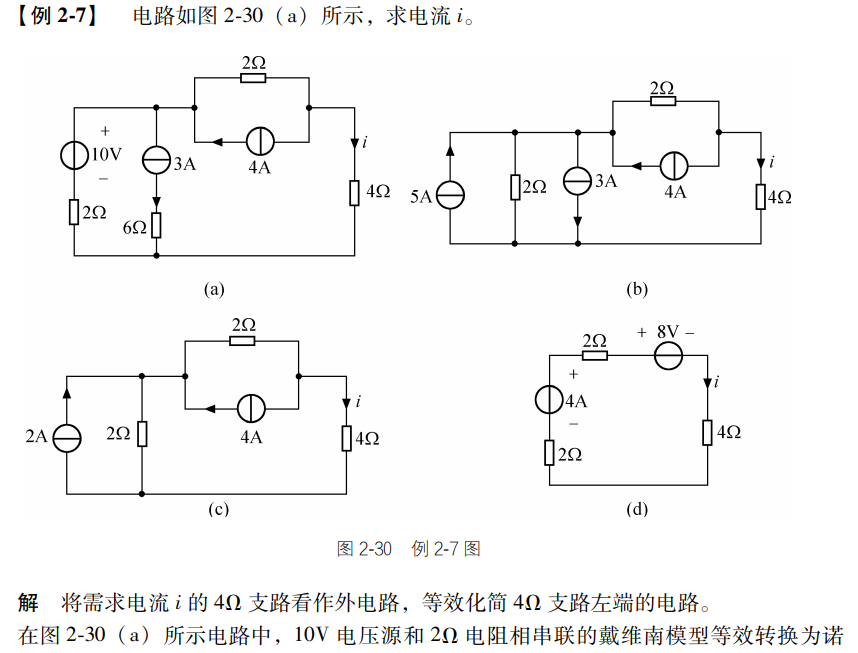 【例 2-7】 电路如图 2-30（a）所示，求电流 i。
2Ω
+
10V
−
3A
4A
i
4Ω
2Ω
6Ω
(a)
2Ω
5A
2Ω
3A
4A
i
4Ω
(b)
2Ω
2A
2Ω
4A
i
4Ω
(c)
2Ω
+ 8V −
+
4A
−
i
4Ω
2Ω
(d)
图 2-30 例 2-7 图
解 将需求电流 i 的 4Ω 支路看作外电路，等效化简 4Ω 支路左端的电路。
在图 2-30（a）所示电路中，10V 电压源和 2Ω 电阻相串联的戴维南模型等效转换为诺